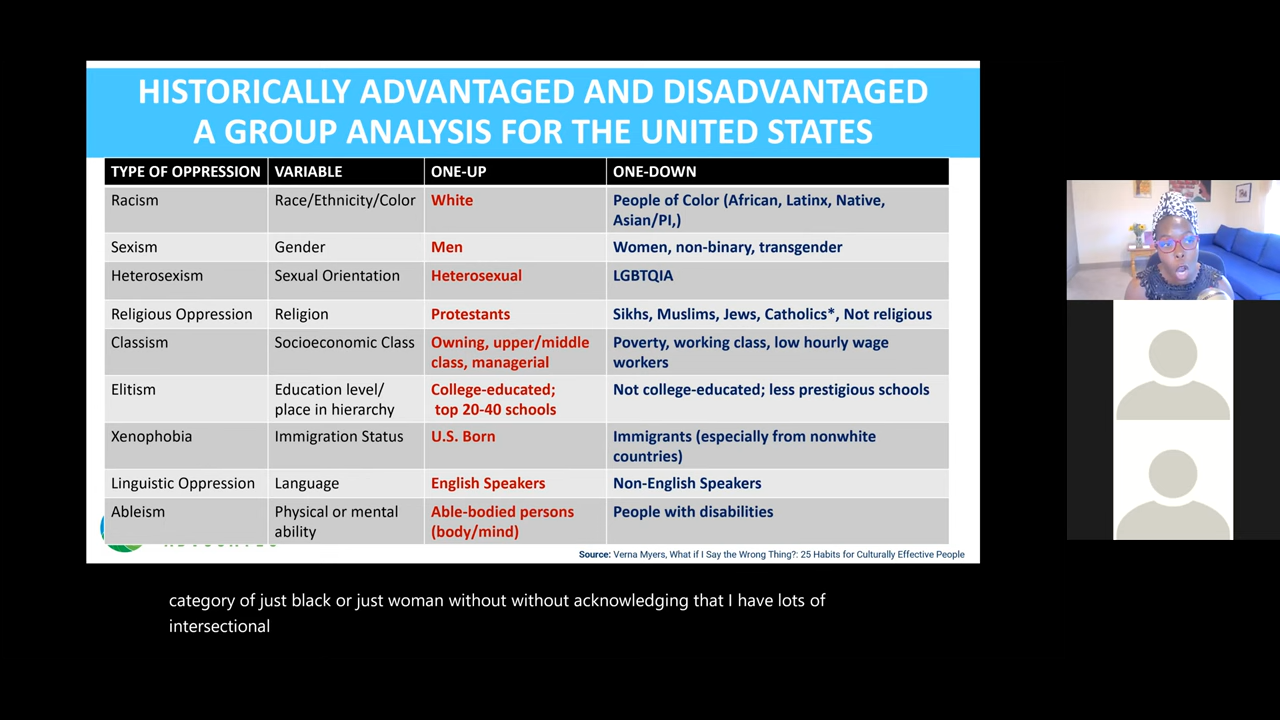 HISTORICALLY ADVANTAGED AND DISADVANTAGED
A GROUP ANALYSIS FOR THE UNITED STATES
TYPE OF OPPRESSION VARIABLE ONE-UP ONE-DOWN
Racism Race/Ethnicity/Color White People of Color (African, Latinx, Native,
Asian/PI,)
Sexism Gender Men Women, non-binary, transgender
Heterosexism Sexual Orientation Heterosexual LGBTQIA
Religious Oppression Religion Protestants Sikhs, Muslims, Jews, Catholics*, Not religious
Classism Socioeconomic Class Owning, upper/middle Poverty, working class, low hourly wage
class, managerial workers
Elitism Education level/ College-educated; Not college-educated; less prestigious schools
place in hierarchy top 20-40 schools
Xenophobia Immigration Status U.S. Born Immigrants (especially from nonwhite
countries)
Linguistic Oppression Language English Speakers Non-English Speakers
Ableism Physical or mental Able-bodied persons People with disabilities
ability (body/mind)
Source: Verna Myers, What if I Say the Wrong Thing?: 25 Habits for Culturally Effective People
category of just black or just woman without without acknowledging that I have lots of
intersectional